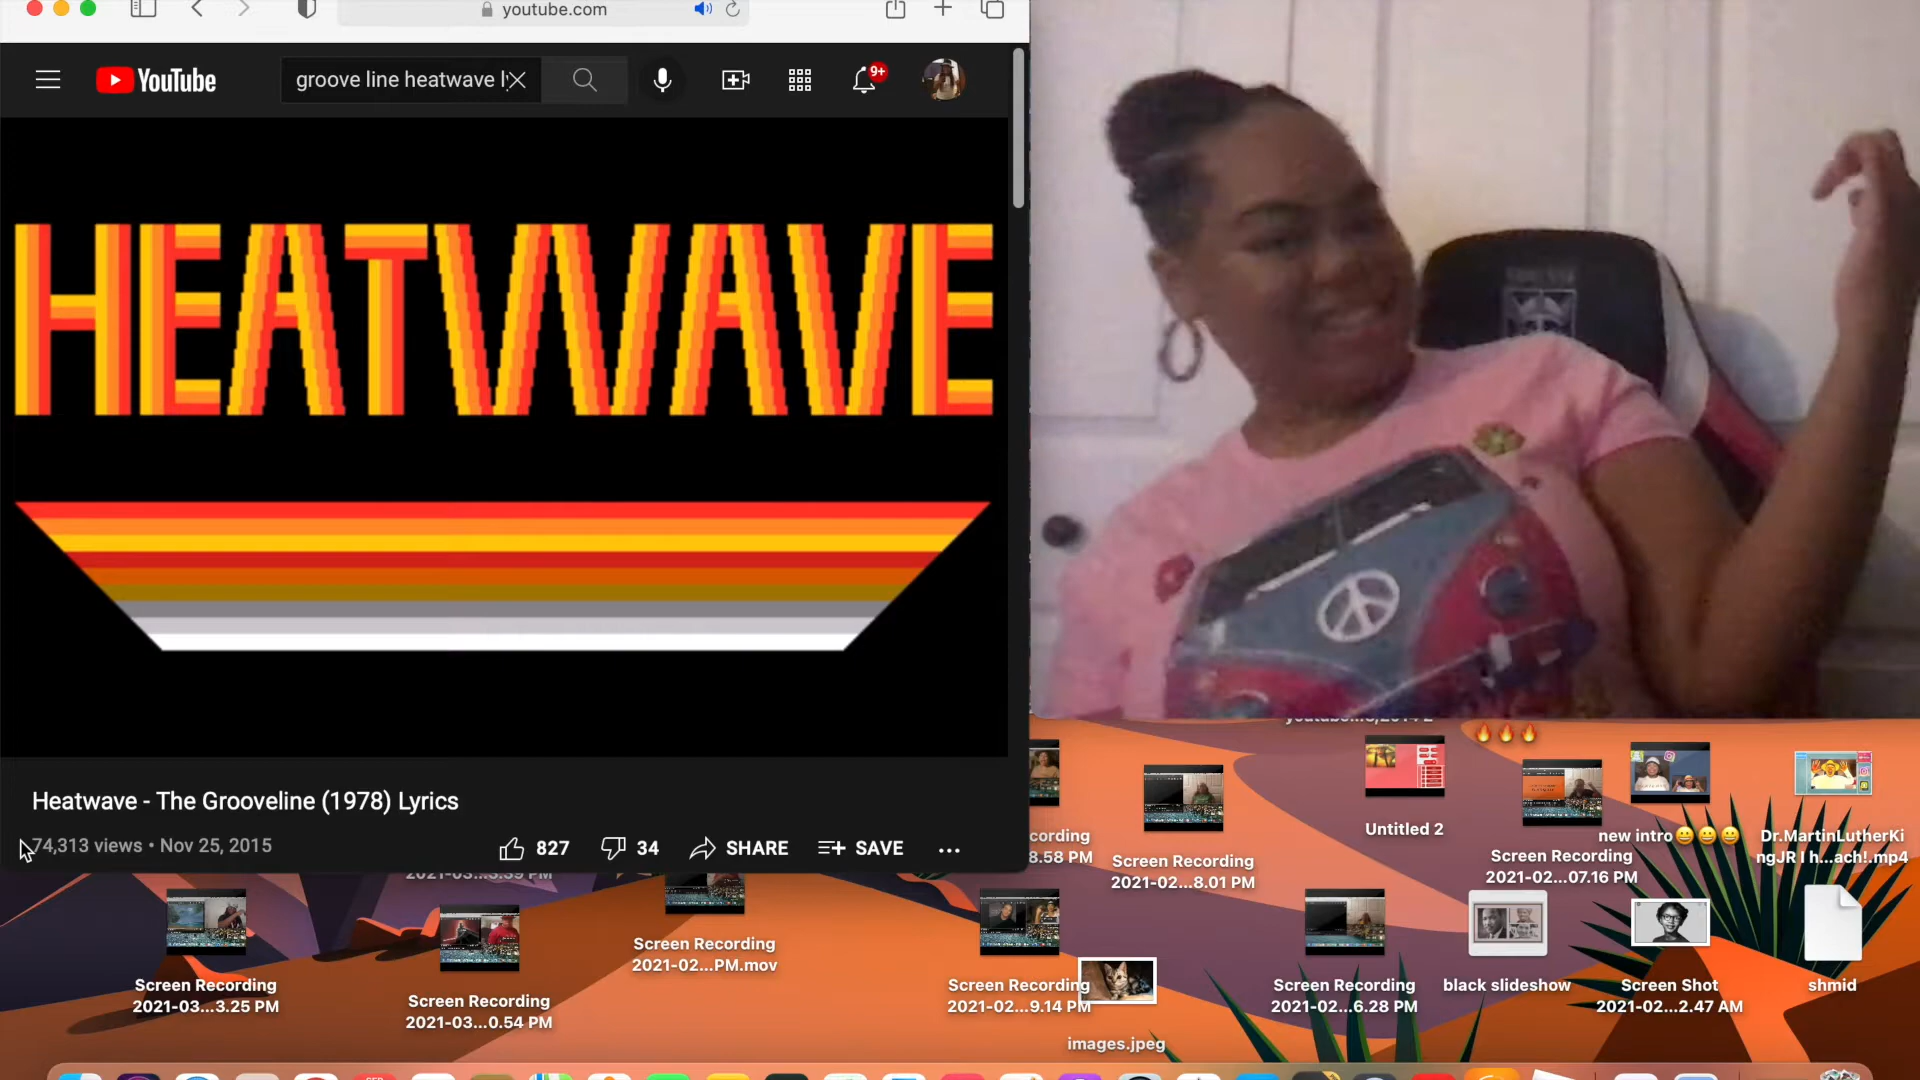 youtube.com
YouTube
groove line heatwave ly
9+
HEATWAVE
Heatwave - The Grooveline (1978) Lyrics
74,313 views • Nov 25, 2015
827
34
SHARE
SAVE
Untitled 2
🔥🔥🔥
cording
8.58 PM
Screen Recording
2021-02...8.01 PM
Screen Recording
2021-02...07.16 PM
new intro😀😀😀
Dr.MartinLutherKi
ngJR I h...ach!.mp4
Screen Recording
2021-03...3.25 PM
Screen Recording
2021-03...0.54 PM
Screen Recording
2021-02...PM.mov
Screen Recording
2021-02...9.14 PM
images.jpeg
Screen Recording
2021-02...6.28 PM
black slideshow
Screen Shot
2021-02...2.47 AM
shmid